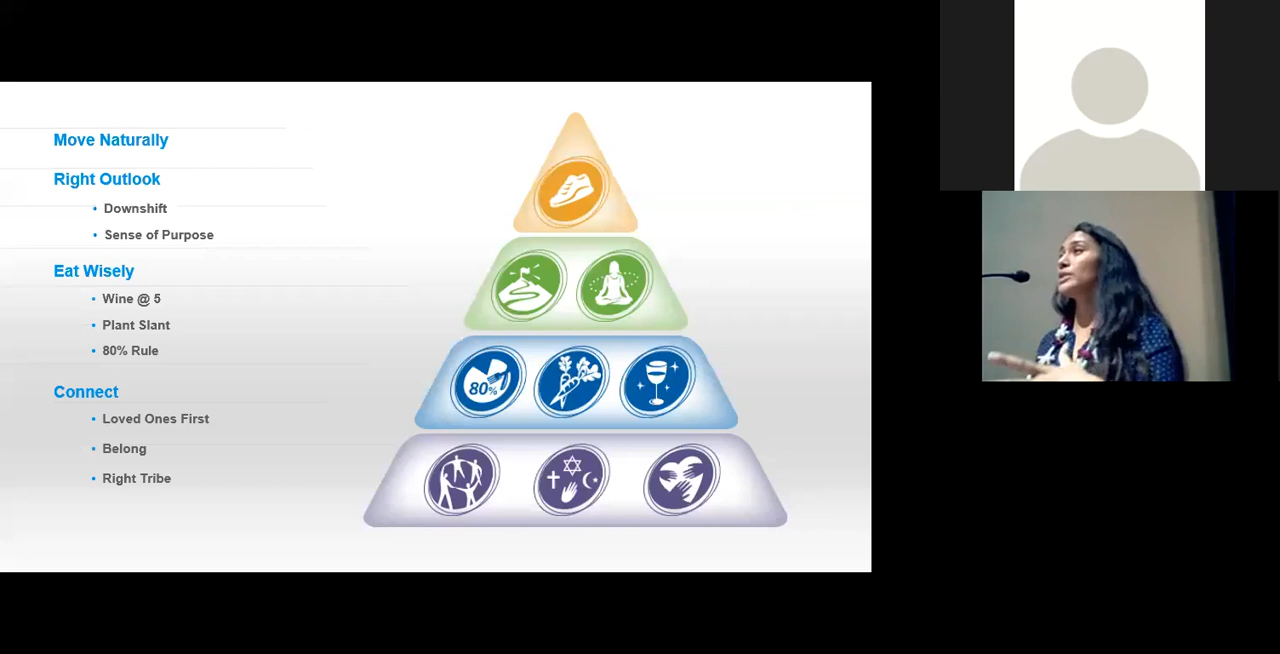 Move Naturally
Right Outlook
• Downshift
• Sense of Purpose
Eat Wisely
• Wine @ 5
• Plant Slant
• 80% Rule
Connect
• Loved Ones First
• Belong
• Right Tribe
80%